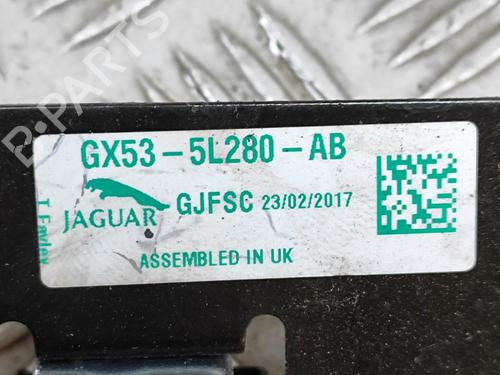 GX53-5L280-AB
JAGUAR GJFSC 23/02/2017
ASSEMBLED IN UK
B-PARTS